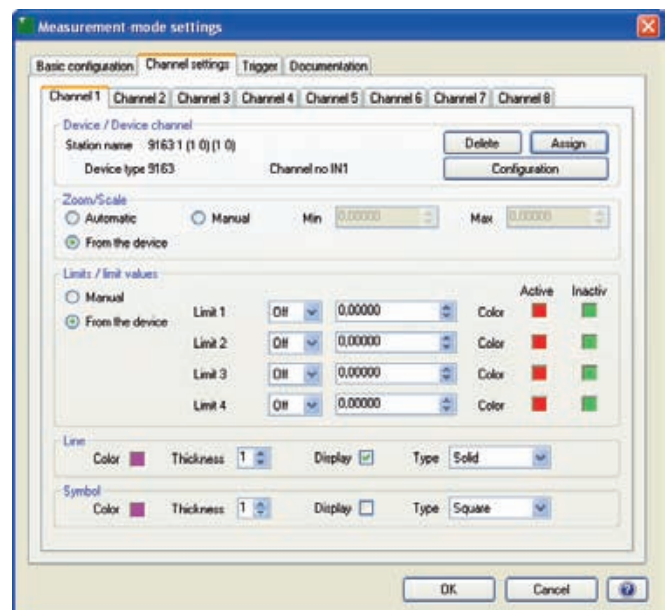 Measurement-mode settings
Basic configuration Channel settings Trigger Documentation
Channel 1 Channel 2 Channel 3 Channel 4 Channel 5 Channel 6 Channel 7 Channel 8
Device / Device channel
Station name 9163 1 (1 0) (1 0) Delete Assign
Device type 9163 Channel no IN1 Configuration
Zoom/Scale
Automatic Manual Min 0,00000 Max 0,00000
From the device
Limits / limit values
Active Inactiv
Manual
From the device
Limit 1 Off 0,00000 Color
Limit 2 Off 0,00000 Color
Limit 3 Off 0,00000 Color
Limit 4 Off 0,00000 Color
Line
Color Thickness 1 Display Type Solid
Symbol
Color Thickness 1 Display Type Square
OK Cancel ?